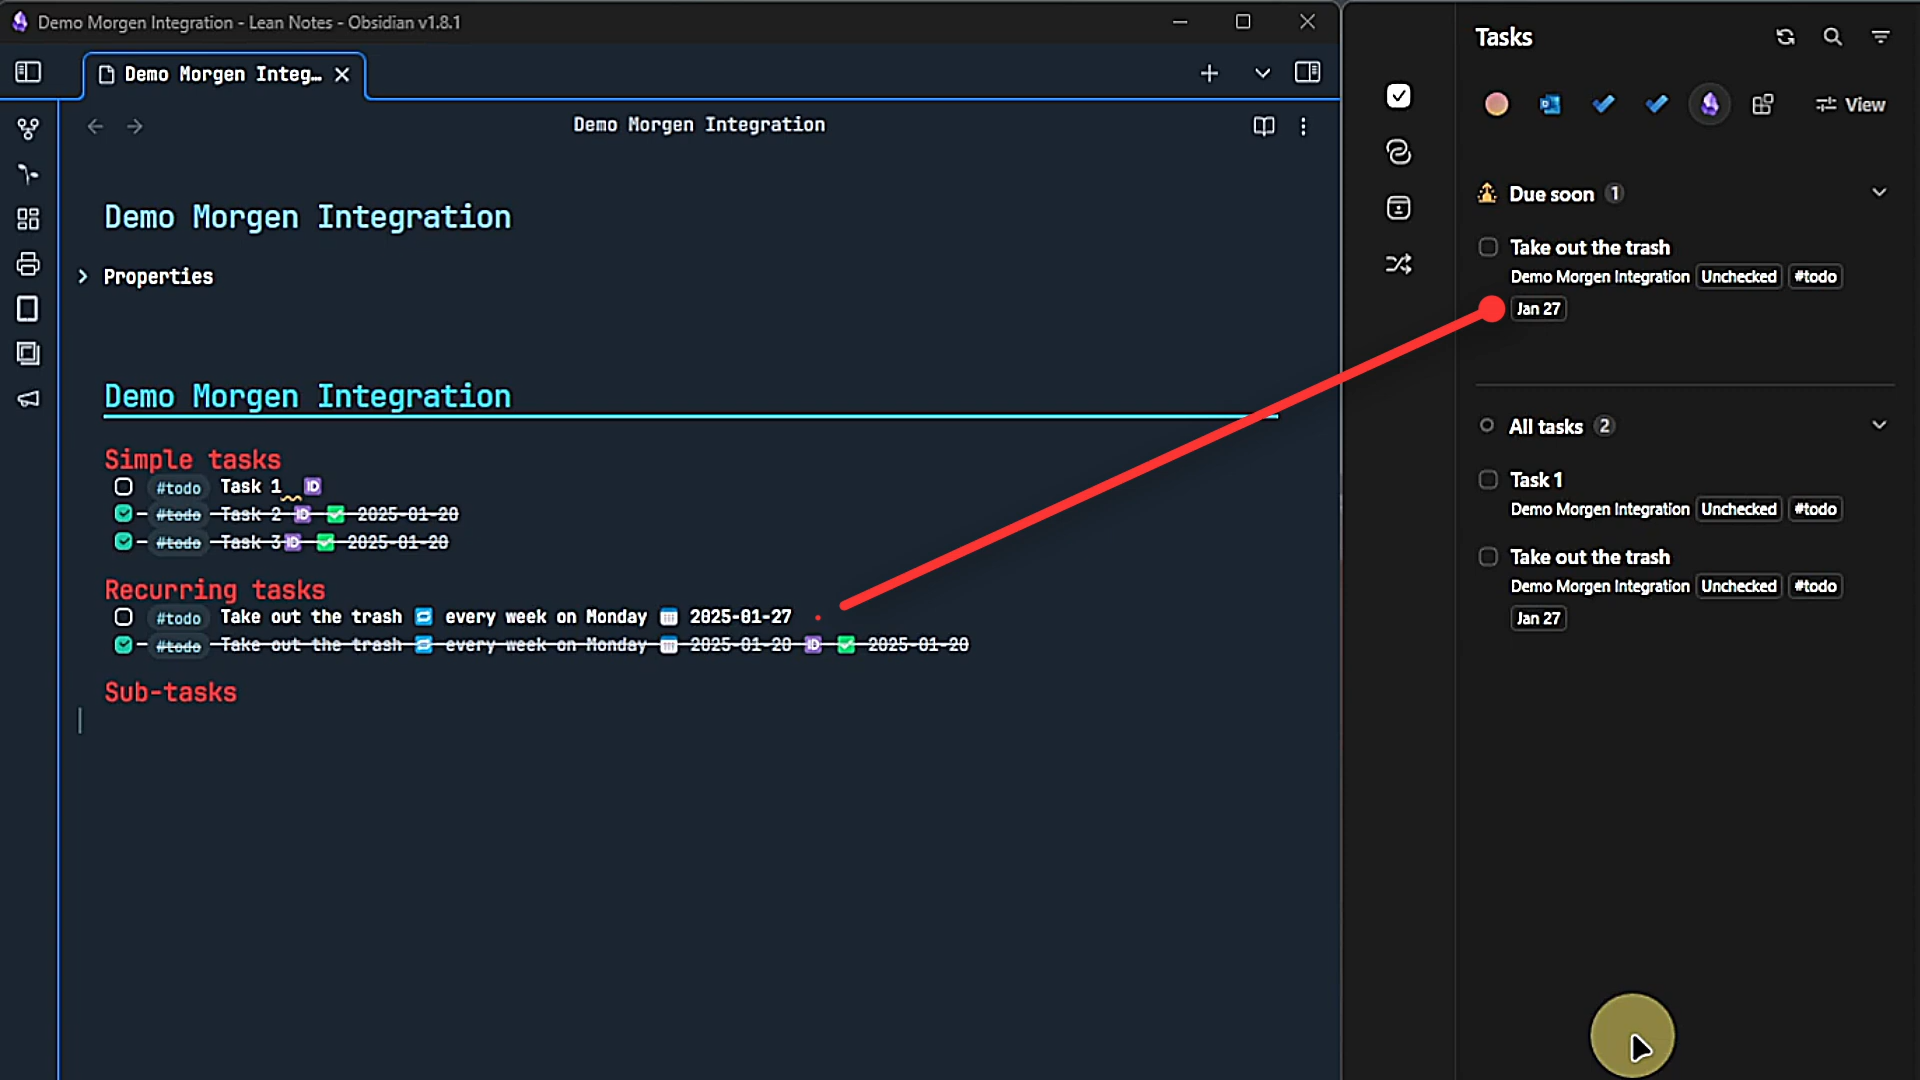 Demo Morgen Integration - Lean Notes - Obsidian v1.8.1
Demo Morgen Integ…
Demo Morgen Integration
Demo Morgen Integration
Properties
Demo Morgen Integration
Simple tasks
#todo Task 1 🆔
#todo Task 2 🆔 ✅ 2025-01-20
#todo Task 3🆔 ✅ 2025-01-20
Recurring tasks
#todo Take out the trash 🔁 every week on Monday 📅 2025-01-27
#todo Take out the trash 🔁 every week on Monday 📅 2025-01-20 🆔 ✅ 2025-01-20
Sub-tasks
Tasks
View
Due soon 1
Take out the trash
Demo Morgen Integration Unchecked #todo
Jan 27
All tasks 2
Task 1
Demo Morgen Integration Unchecked #todo
Take out the trash
Demo Morgen Integration Unchecked #todo
Jan 27